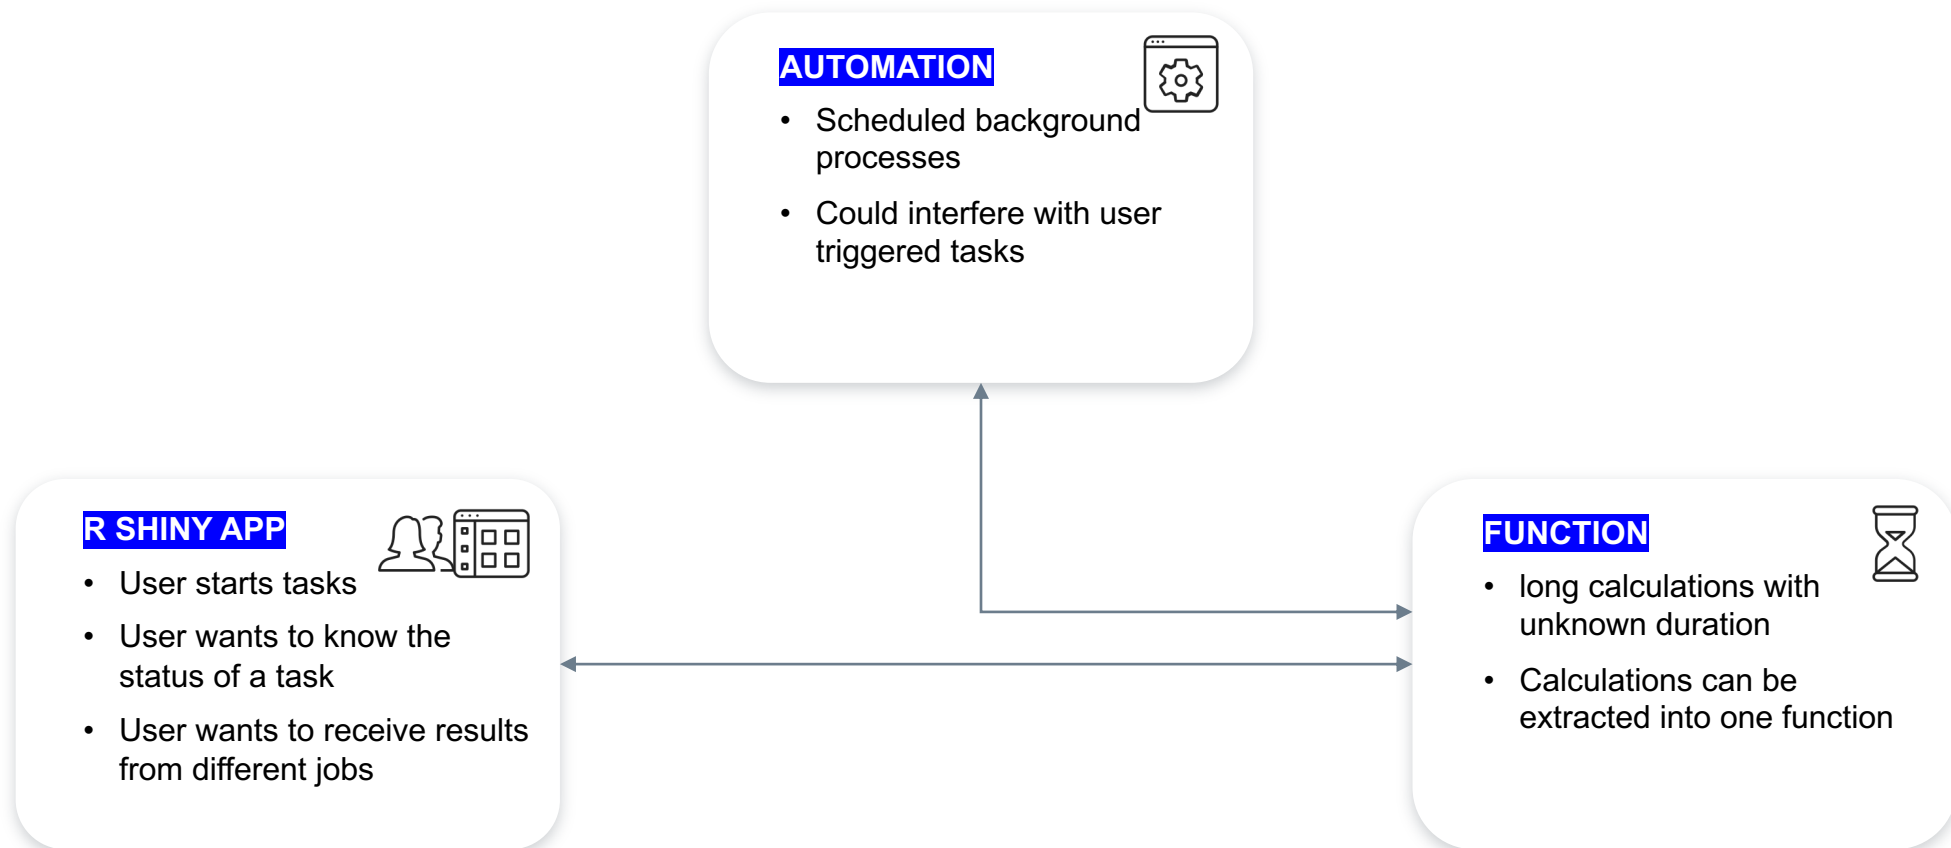 AUTOMATION
• Scheduled background
processes
• Could interfere with user
triggered tasks
R SHINY APP
• User starts tasks
• User wants to know the
status of a task
• User wants to receive results
from different jobs
FUNCTION
• long calculations with
unknown duration
• Calculations can be
extracted into one function